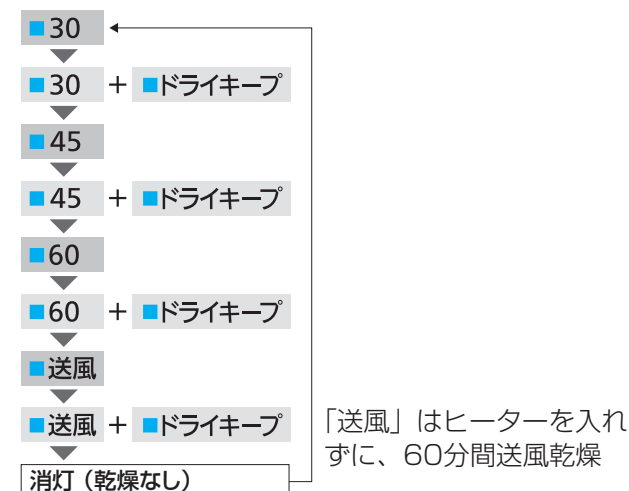 ■30
■30 + ■ドライキープ
■45
■45 + ■ドライキープ
■60
■60 + ■ドライキープ
■送風
■送風 + ■ドライキープ
消灯（乾燥なし）
「送風」はヒーターを入れ
ずに、60分間送風乾燥